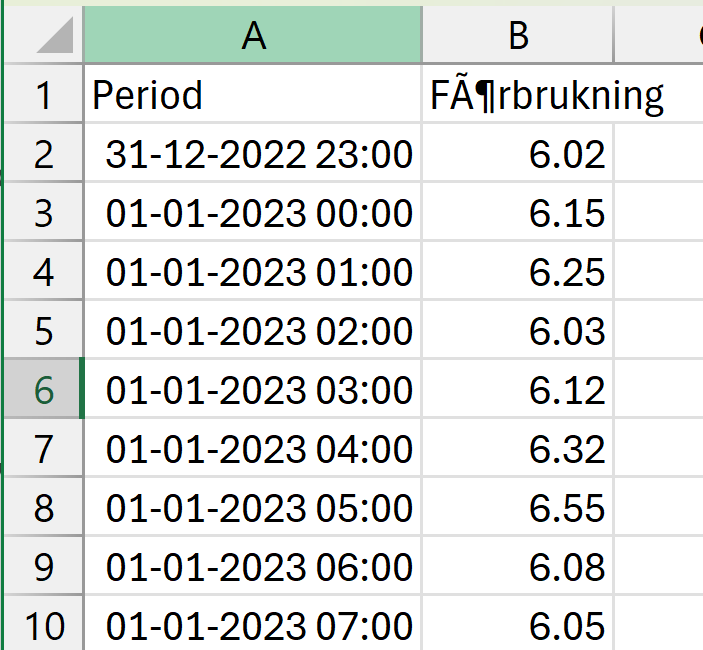 A B
1 Period FÃ¶rbrukning
2 31-12-2022 23:00 6.02
3 01-01-2023 00:00 6.15
4 01-01-2023 01:00 6.25
5 01-01-2023 02:00 6.03
6 01-01-2023 03:00 6.12
7 01-01-2023 04:00 6.32
8 01-01-2023 05:00 6.55
9 01-01-2023 06:00 6.08
10 01-01-2023 07:00 6.05